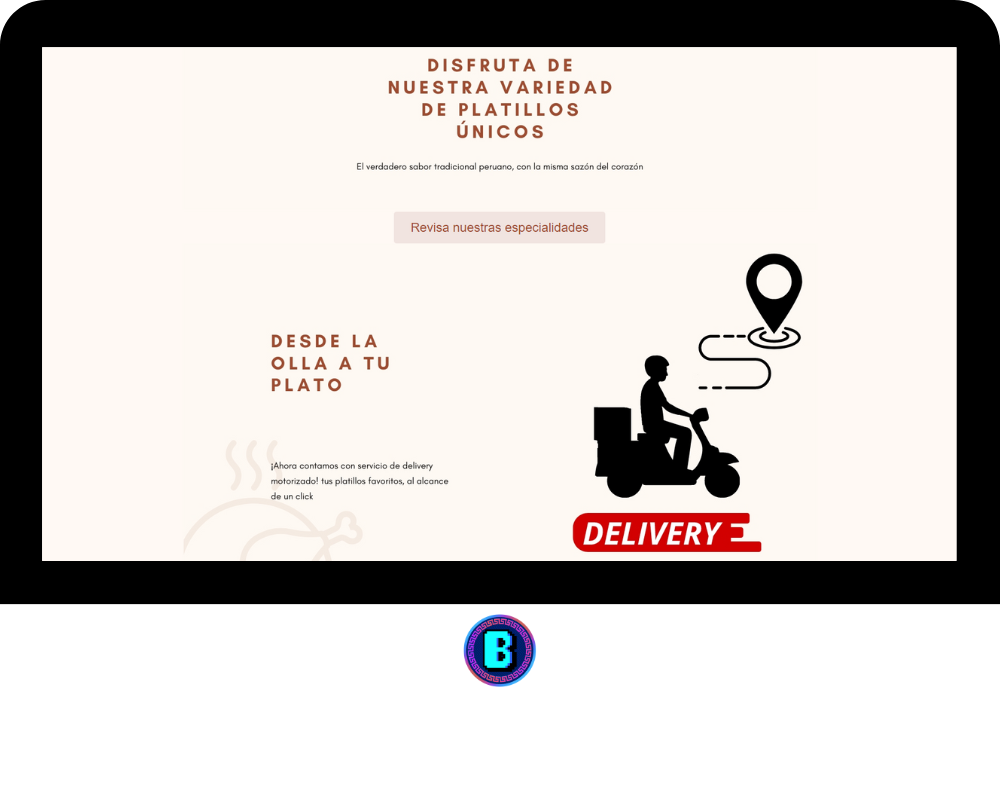 DISFRUTA DE
NUESTRA VARIEDAD
DE PLATILLOS
ÚNICOS
El verdadero sabor tradicional peruano, con la misma sazón del corazón
Revisa nuestras especialidades
DESDE LA
OLLA A TU
PLATO
¡Ahora contamos con servicio de delivery
motorizado! tus platillos favoritos, al alcance
de un click
DELIVERY
B